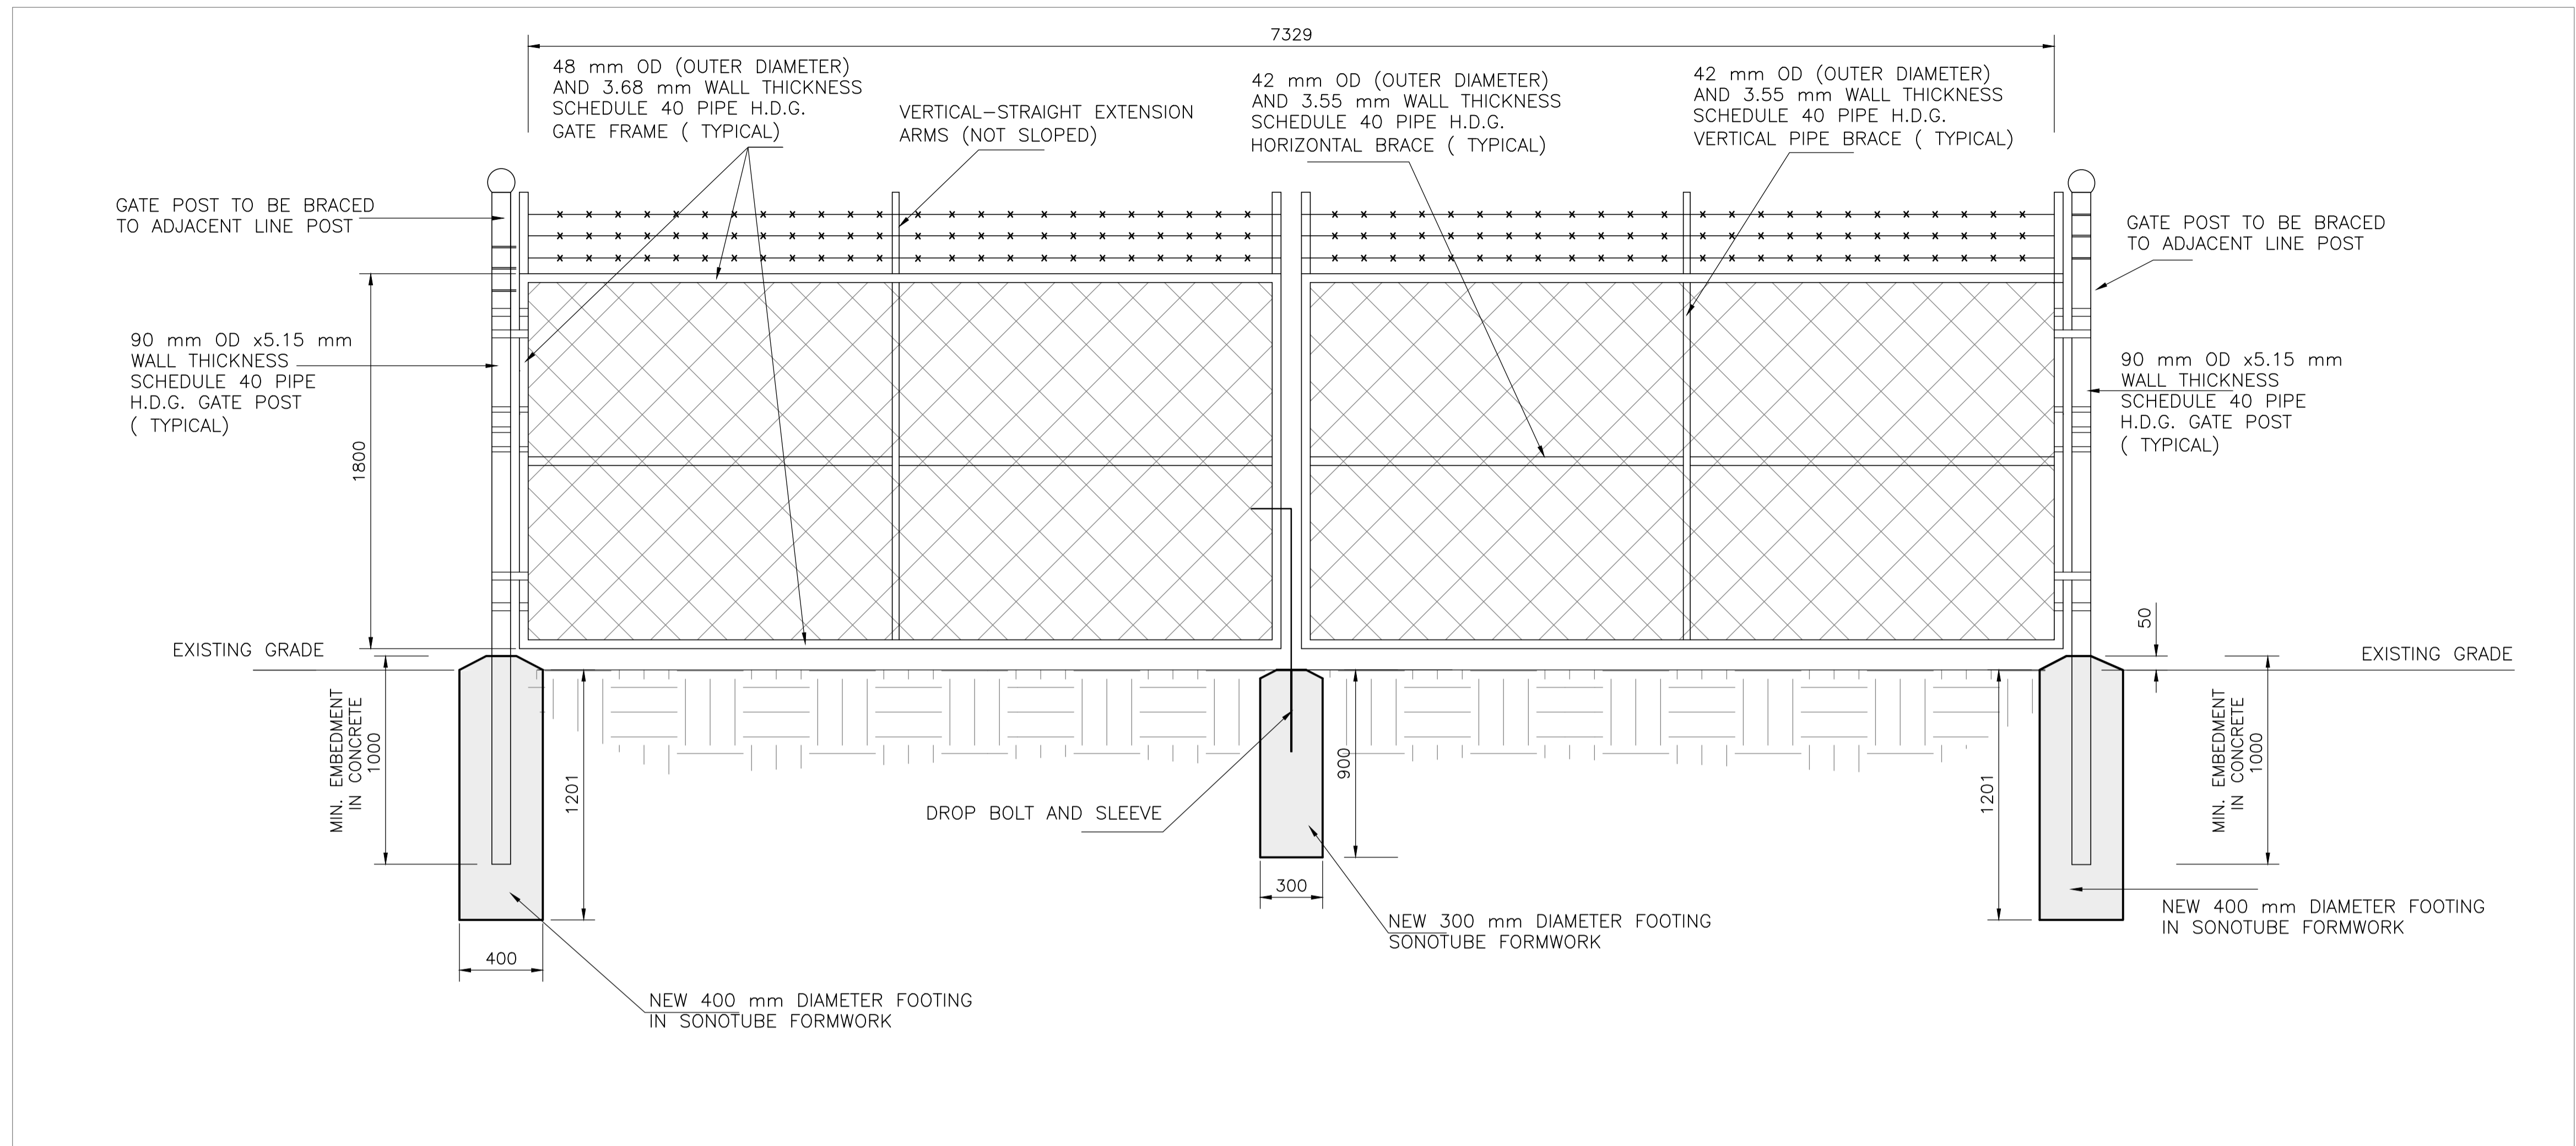 7329
48 mm OD (OUTER DIAMETER)
AND 3.68 mm WALL THICKNESS
SCHEDULE 40 PIPE H.D.G.
GATE FRAME ( TYPICAL)
VERTICAL-STRAIGHT EXTENSION
ARMS (NOT SLOPED)
42 mm OD (OUTER DIAMETER)
AND 3.55 mm WALL THICKNESS
SCHEDULE 40 PIPE H.D.G.
HORIZONTAL BRACE ( TYPICAL)
42 mm OD (OUTER DIAMETER)
AND 3.55 mm WALL THICKNESS
SCHEDULE 40 PIPE H.D.G.
VERTICAL PIPE BRACE ( TYPICAL)
GATE POST TO BE BRACED
TO ADJACENT LINE POST
GATE POST TO BE BRACED
TO ADJACENT LINE POST
90 mm OD x5.15 mm
WALL THICKNESS
SCHEDULE 40 PIPE
H.D.G. GATE POST
( TYPICAL)
1800
90 mm OD x5.15 mm
WALL THICKNESS
SCHEDULE 40 PIPE
H.D.G. GATE POST
( TYPICAL)
50
EXISTING GRADE
EXISTING GRADE
MIN. EMBEDMENT
IN CONCRETE
1000
1201
900
1201
MIN. EMBEDMENT
IN CONCRETE
1000
DROP BOLT AND SLEEVE
300
NEW 300 mm DIAMETER FOOTING
SONOTUBE FORMWORK
NEW 400 mm DIAMETER FOOTING
IN SONOTUBE FORMWORK
400
NEW 400 mm DIAMETER FOOTING
IN SONOTUBE FORMWORK